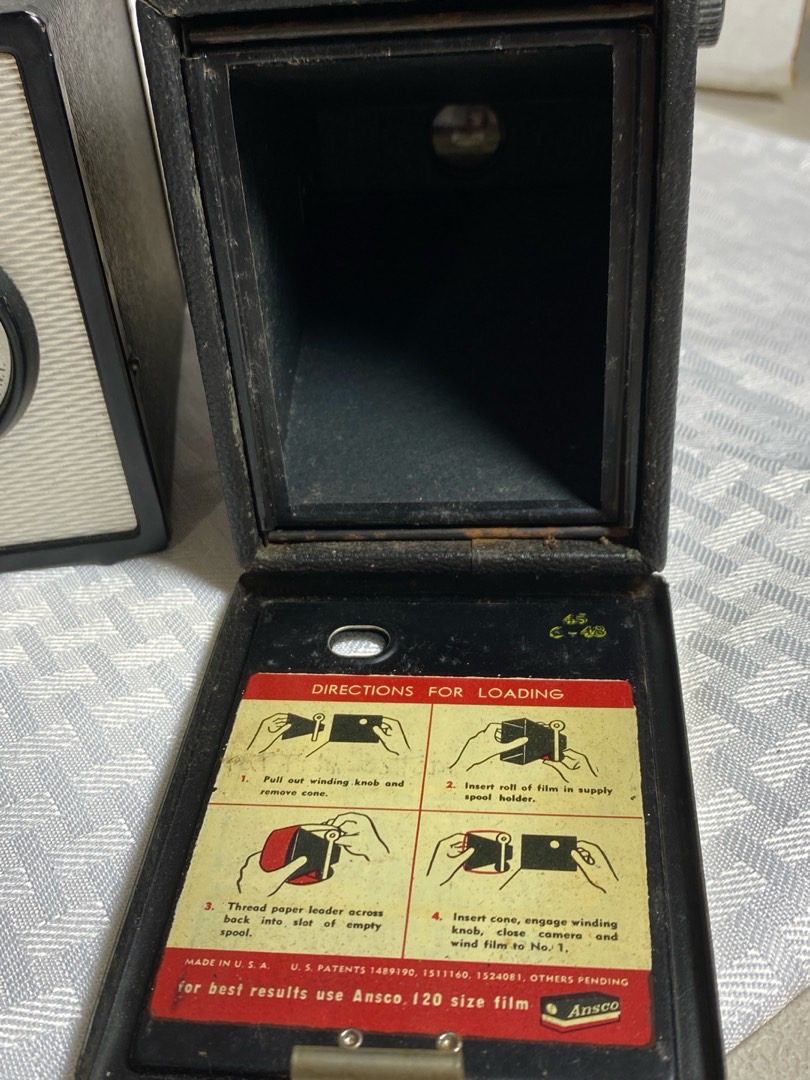 45
C-48
DIRECTIONS FOR LOADING
1. Pull out winding knob and
remove cone.
2. Insert roll of film in supply
spool holder.
3. Thread paper leader across
back into slot of empty
spool.
4. Insert cone, engage winding
knob, close camera and
wind film to No. 1.
MADE IN U. S. A. U. S. PATENTS 1489190, 1511160, 1524081, OTHERS PENDING
for best results use Ansco 120 size film
Ansco